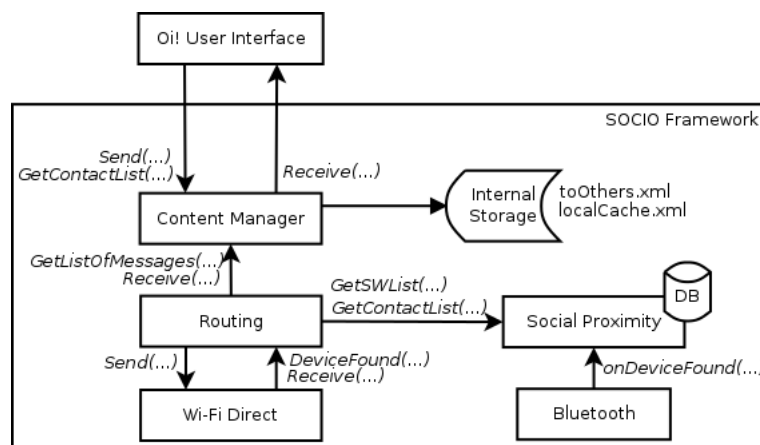 Oi! User Interface
SOCIO Framework
Send(...)
GetContactList(...)
Receive(...)
Content Manager
Internal
Storage
toOthers.xml
localCache.xml
GetListOfMessages(...)
Receive(...)
GetSWList(...)
GetContactList(...)
DB
Routing
Social Proximity
Send(...)
DeviceFound(...)
Receive(...)
onDeviceFound(...)
Wi-Fi Direct
Bluetooth